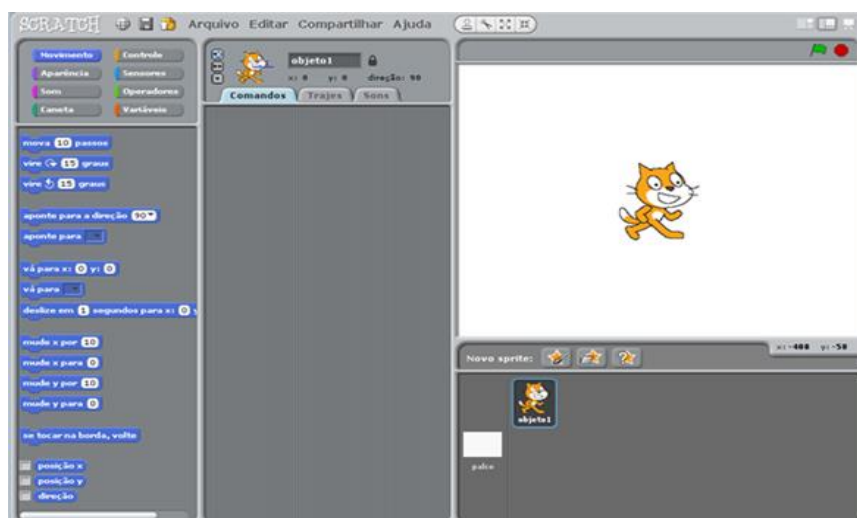 SCRATCH Arquivo Editar Compartilhar Ajuda
Movimento Controle
Aparência Sensores
Som Operadores
Caneta Variáveis
objeto1
x: 0 y: 0 direção: 90
Comandos Trajes Sons
mova 10 passos
vire 15 graus
vire 15 graus
aponte para a direção 90
aponte para
vá para x: 0 y: 0
vá para
deslize em 1 segundos para x: 0 y
mude x por 10
mude x para 0
mude y por 10
mude y para 0
se tocar na borda, volte
posição x
posição y
direção
x: -408 y: -50
Novo sprite:
objeto1
palco